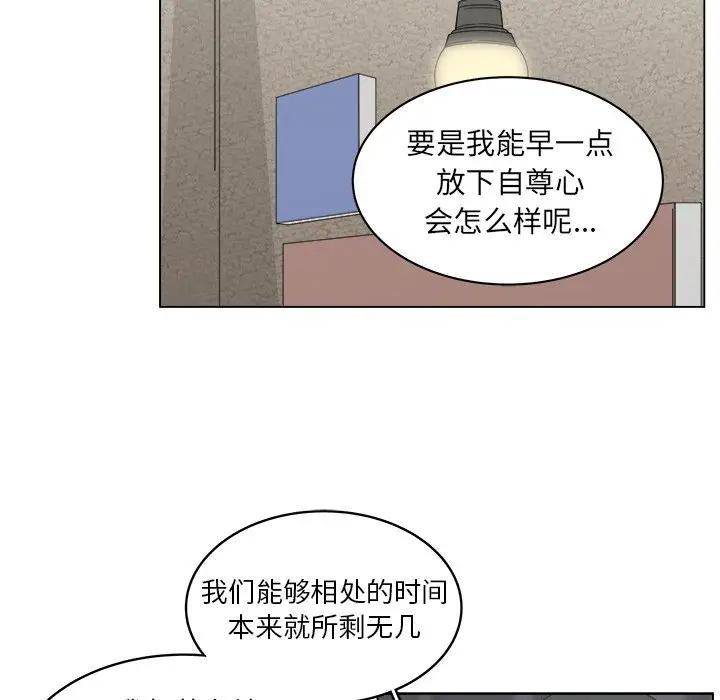 要是我能早一点
放下自尊心
会怎么样呢…
我们能够相处的时间
本来就所剩无几